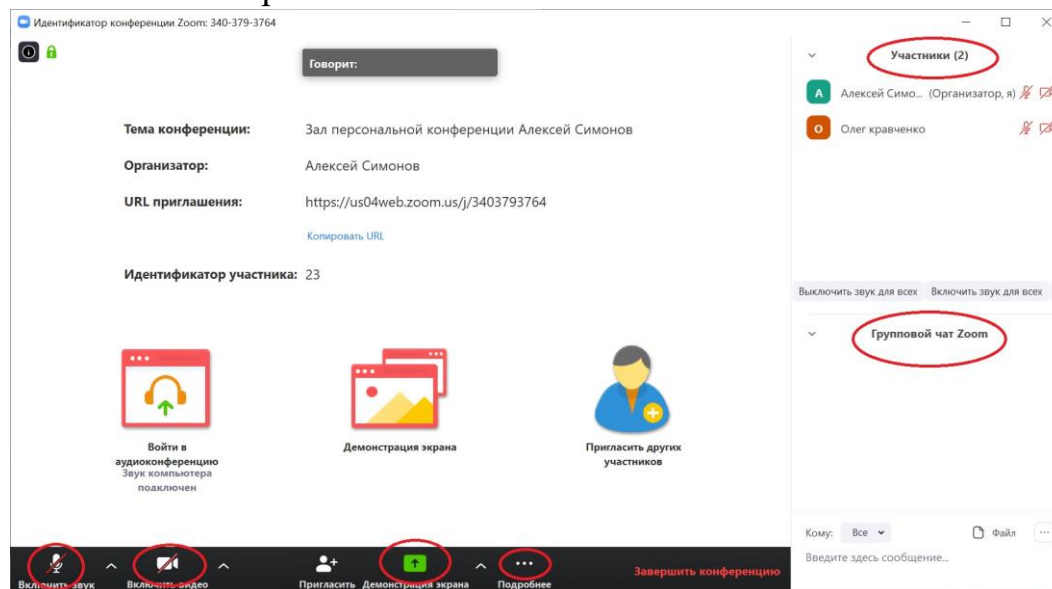 Идентификатор конференции Zoom: 340-379-3764
Говорит:
Тема конференции: Зал персональной конференции Алексей Симонов
Организатор: Алексей Симонов
URL приглашения: https://us04web.zoom.us/j/3403793764
Копировать URL
Идентификатор участника: 23
Войти в
аудиоконференцию
Звук компьютера
подключен
Демонстрация экрана
Пригласить других
участников
Включить звук
Включить видео
Пригласить
Демонстрация экрана
Подробнее
Завершить конференцию
Участники (2)
А Алексей Симо... (Организатор, я)
О Олег кравченко
Выключить звук для всех Включить звук для всех
Групповой чат Zoom
Кому: Все Файл ...
Введите здесь сообщение...